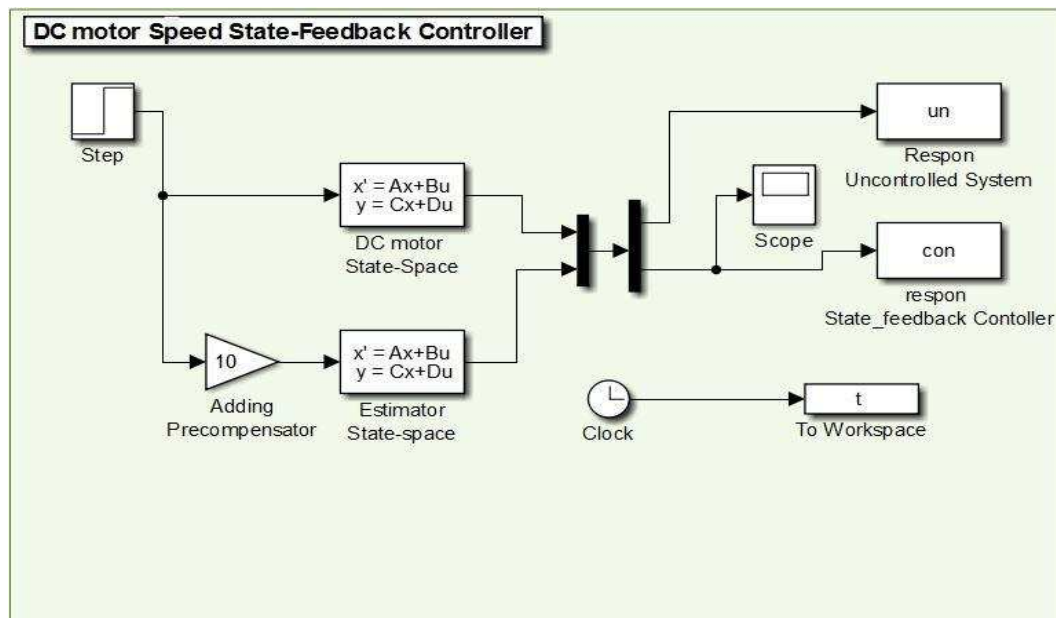 DC motor Speed State-Feedback Controller
Step
x' = Ax+Bu
y = Cx+Du
DC motor
State-Space
un
Respon
Uncontrolled System
Scope
con
respon
State_feedback Contoller
10
Adding
Precompensator
x' = Ax+Bu
y = Cx+Du
Estimator
State-space
Clock
t
To Workspace